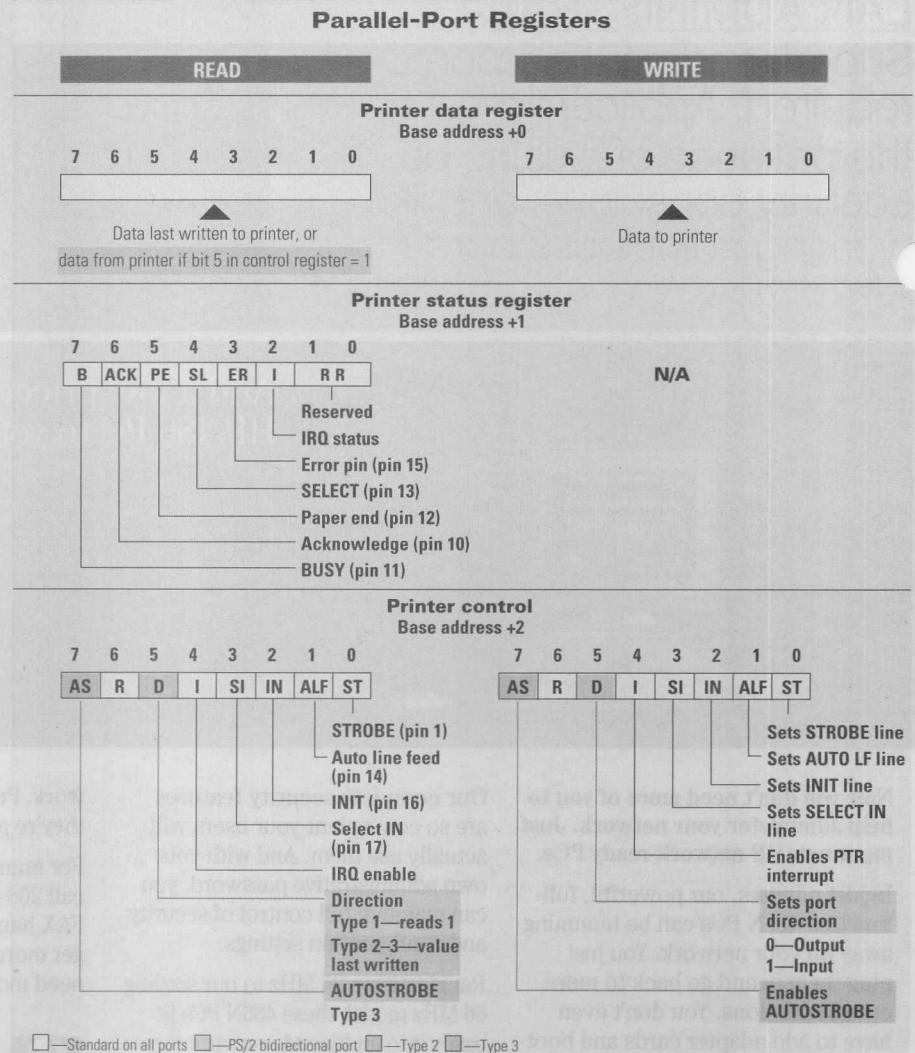 Parallel-Port Registers
READ
WRITE
Printer data register
Base address +0
7 6 5 4 3 2 1 0
7 6 5 4 3 2 1 0
Data last written to printer, or
data from printer if bit 5 in control register = 1
Data to printer
Printer status register
Base address +1
7 6 5 4 3 2 1 0
B ACK PE SL ER I R R
N/A
Reserved
IRQ status
Error pin (pin 15)
SELECT (pin 13)
Paper end (pin 12)
Acknowledge (pin 10)
BUSY (pin 11)
Printer control
Base address +2
7 6 5 4 3 2 1 0
AS R D I SI IN ALF ST
STROBE (pin 1)
Auto line feed
(pin 14)
INIT (pin 16)
Select IN
(pin 17)
IRQ enable
Direction
Type 1—reads 1
Type 2–3—value
last written
AUTOSTROBE
Type 3
7 6 5 4 3 2 1 0
AS R D I SI IN ALF ST
Sets STROBE line
Sets AUTO LF line
Sets INIT line
Sets SELECT IN
line
Enables PTR
interrupt
Sets port
direction
0—Output
1—Input
Enables
AUTOSTROBE
—Standard on all ports —PS/2 bidirectional port —Type 2 —Type 3